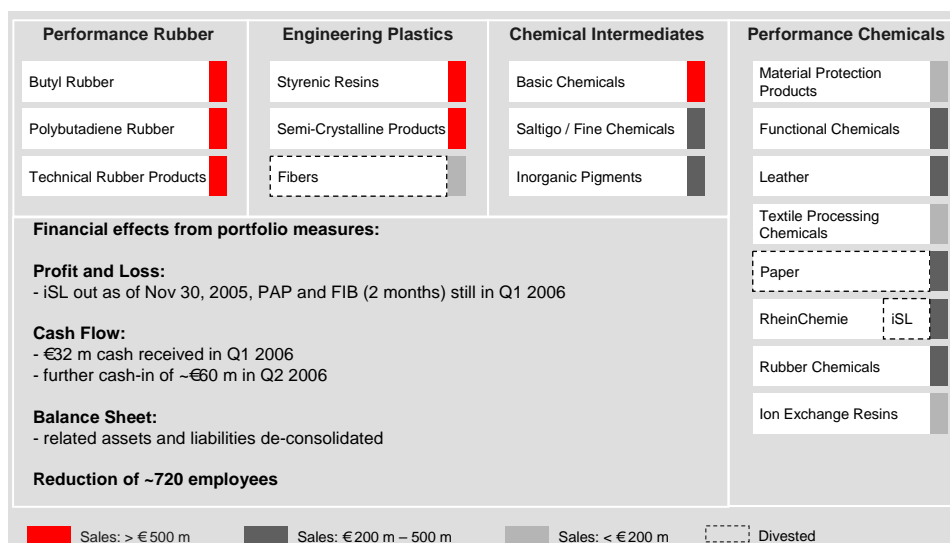 Performance Rubber
Butyl Rubber
Polybutadiene Rubber
Technical Rubber Products
Engineering Plastics
Styrenic Resins
Semi-Crystalline Products
Fibers
Chemical Intermediates
Basic Chemicals
Saltigo / Fine Chemicals
Inorganic Pigments
Performance Chemicals
Material Protection
Products
Functional Chemicals
Leather
Textile Processing
Chemicals
Paper
RheinChemie iSL
Rubber Chemicals
Ion Exchange Resins
Financial effects from portfolio measures:
Profit and Loss:
- iSL out as of Nov 30, 2005, PAP and FIB (2 months) still in Q1 2006
Cash Flow:
- €32 m cash received in Q1 2006
- further cash-in of ~€60 m in Q2 2006
Balance Sheet:
- related assets and liabilities de-consolidated
Reduction of ~720 employees
Sales: > € 500 m
Sales: € 200 m – 500 m
Sales: < € 200 m
Divested